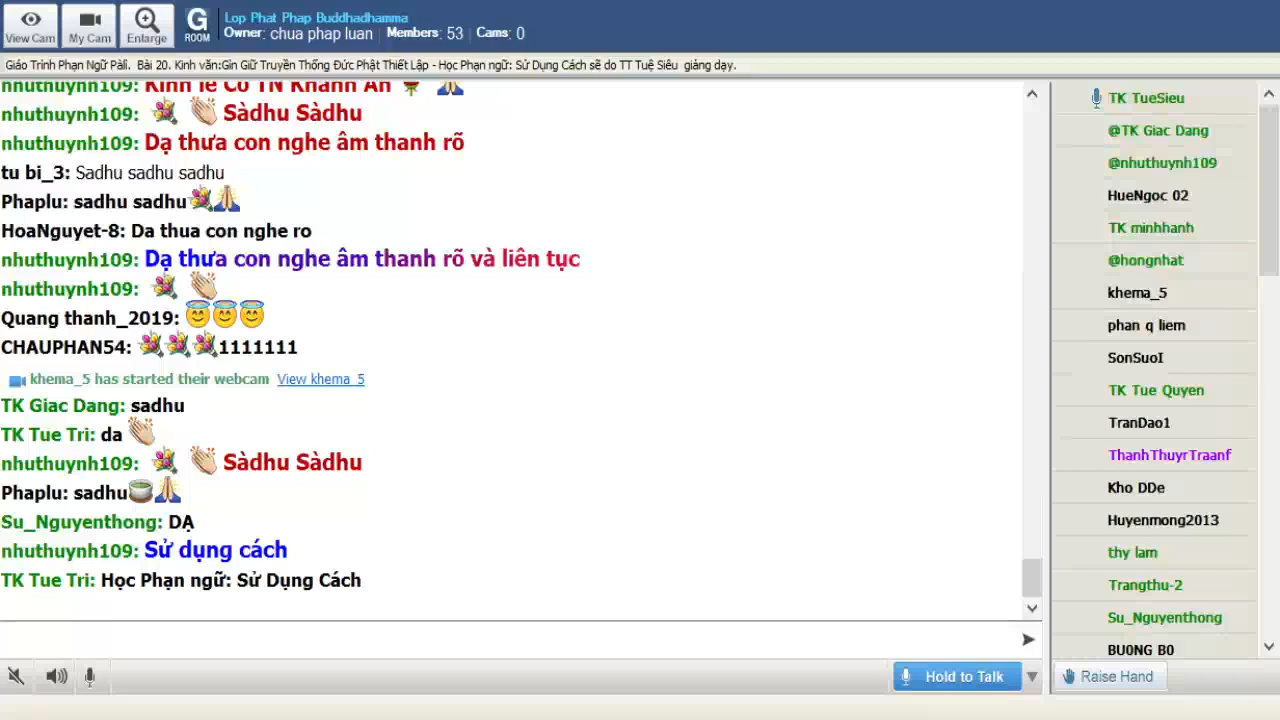 View Cam
My Cam
Enlarge
G
ROOM
Lop Phat Phap Buddhadhamma
Owner: chua phap luan | Members: 53 | Cams: 0
Giáo Trình Phạn Ngữ Pàli. Bài 20. Kinh văn:Gìn Giữ Truyền Thống Đức Phật Thiết Lập - Học Phạn ngữ: Sử Dụng Cách sẽ do TT Tuệ Siêu giảng dạy.
nhuthuynh109: Kính lễ Cô TN Khánh An
nhuthuynh109: Sàdhu Sàdhu
nhuthuynh109: Dạ thưa con nghe âm thanh rõ
tu bi_3: Sadhu sadhu sadhu
Phaplu: sadhu sadhu
HoaNguyet-8: Da thua con nghe ro
nhuthuynh109: Dạ thưa con nghe âm thanh rõ và liên tục
nhuthuynh109:
Quang thanh_2019:
CHAUPHAN54: 1111111
khema_5 has started their webcam View khema_5
TK Giac Dang: sadhu
TK Tue Tri: da
nhuthuynh109: Sàdhu Sàdhu
Phaplu: sadhu
Su_Nguyenthong: DẠ
nhuthuynh109: Sử dụng cách
TK Tue Tri: Học Phạn ngữ: Sử Dụng Cách
TK TueSieu
@TK Giac Dang
@nhuthuynh109
HueNgoc 02
TK minhhanh
@hongnhat
khema_5
phan q liem
SonSuoI
TK Tue Quyen
TranDao1
ThanhThuyrTraanf
Kho DDe
Huyenmong2013
thy lam
Trangthu-2
Su_Nguyenthong
BU0NG B0
Hold to Talk
Raise Hand